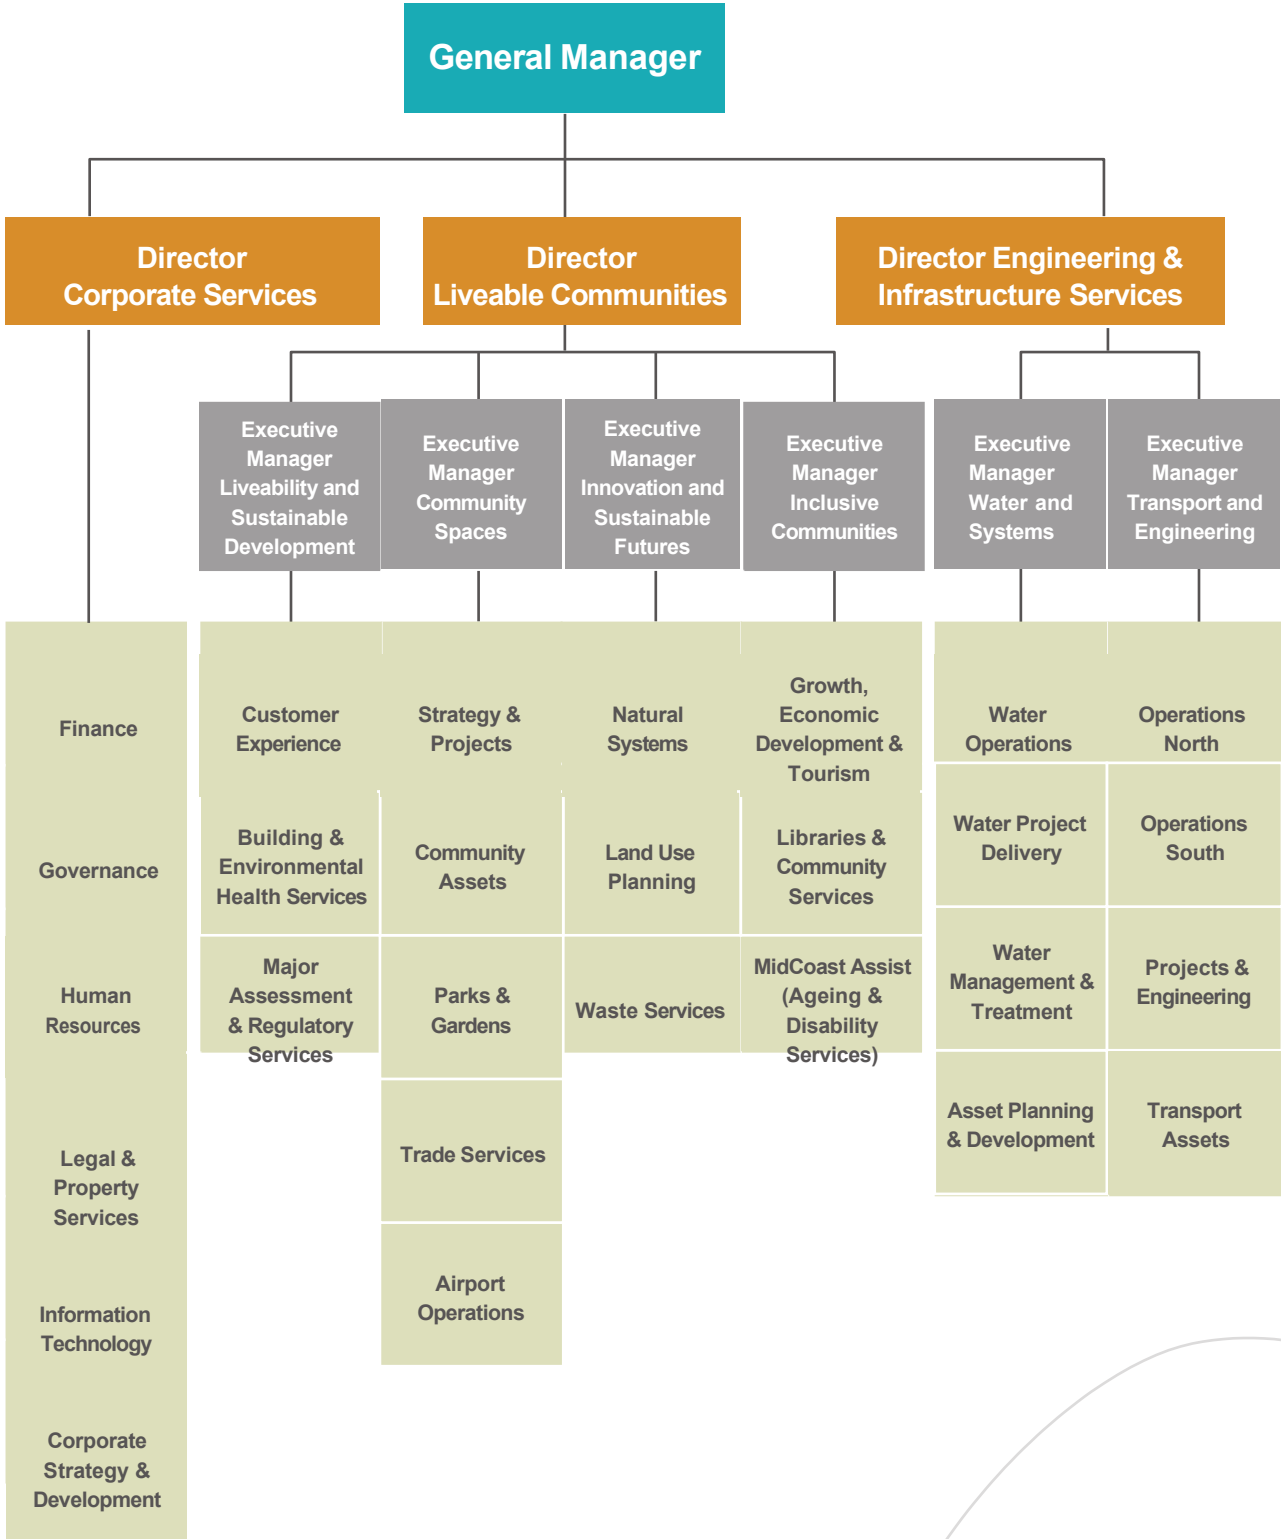 General Manager
Director
Corporate Services
Director
Liveable Communities
Director Engineering &
Infrastructure Services
Executive
Manager
Liveability and
Sustainable
Development
Executive
Manager
Community
Spaces
Executive
Manager
Innovation and
Sustainable
Futures
Executive
Manager
Inclusive
Communities
Executive
Manager
Water and
Systems
Executive
Manager
Transport and
Engineering
Finance
Governance
Human
Resources
Legal &
Property
Services
Information
Technology
Corporate
Strategy &
Development
Customer
Experience
Building &
Environmental
Health Services
Major
Assessment
& Regulatory
Services
Strategy &
Projects
Community
Assets
Parks &
Gardens
Trade Services
Airport
Operations
Natural
Systems
Land Use
Planning
Waste Services
Growth,
Economic
Development &
Tourism
Libraries &
Community
Services
MidCoast Assist
(Ageing &
Disability
Services)
Water
Operations
Water Project
Delivery
Water
Management &
Treatment
Asset Planning
& Development
Operations
North
Operations
South
Projects &
Engineering
Transport
Assets